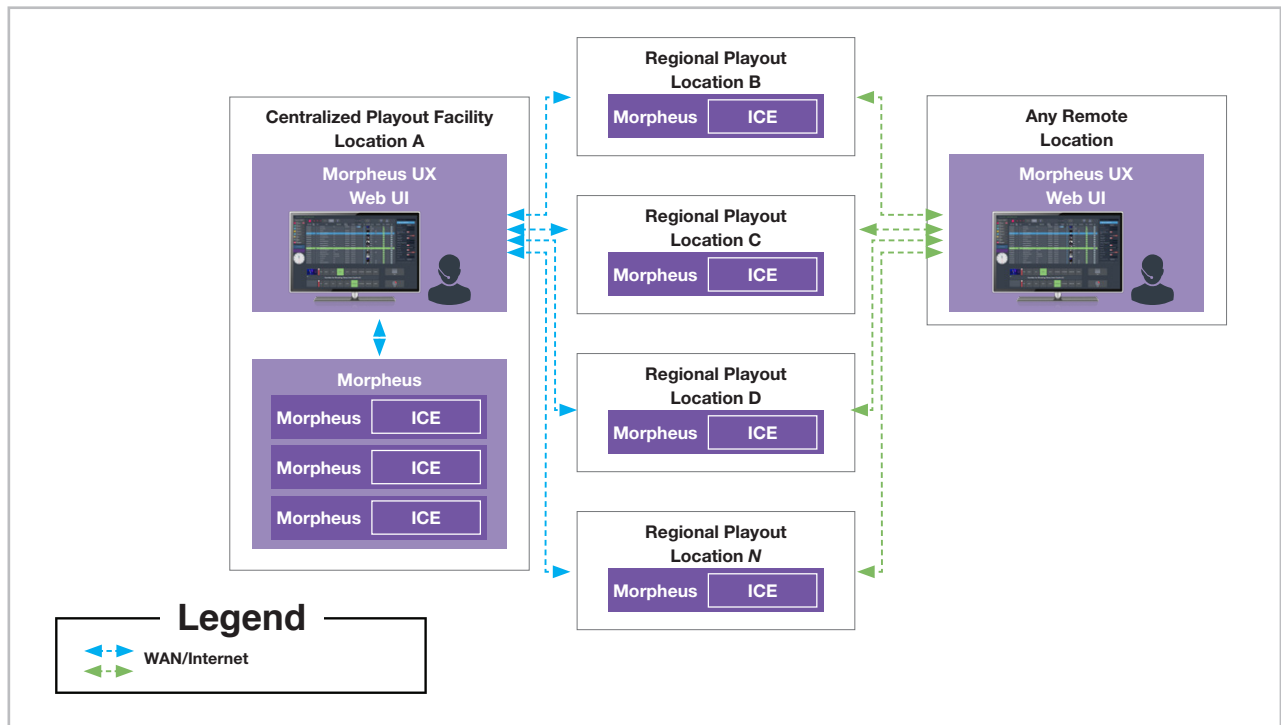 Centralized Playout Facility
Location A
Morpheus UX
Web UI
Morpheus
Morpheus ICE
Morpheus ICE
Morpheus ICE
Regional Playout
Location B
Morpheus ICE
Regional Playout
Location C
Morpheus ICE
Regional Playout
Location D
Morpheus ICE
Regional Playout
Location N
Morpheus ICE
Any Remote
Location
Morpheus UX
Web UI
Legend
WAN/Internet